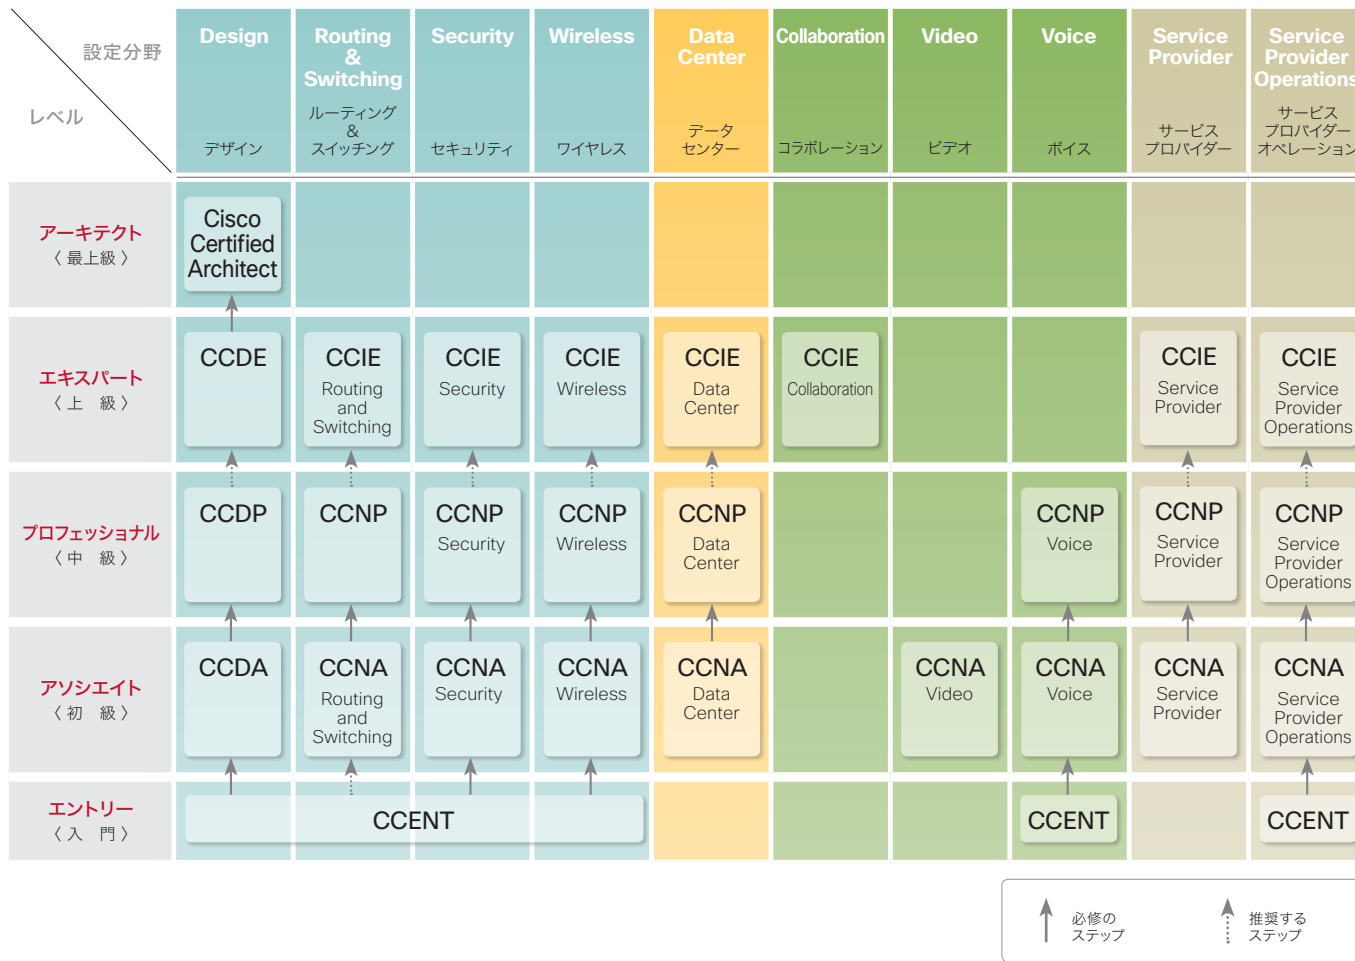 設定分野
レベル
Design
デザイン
Routing
&
Switching
ルーティング
&
スイッチング
Security
セキュリティ
Wireless
ワイヤレス
Data
Center
データ
センター
Collaboration
コラボレーション
Video
ビデオ
Voice
ボイス
Service
Provider
サービス
プロバイダー
Service
Provider
Operations
サービス
プロバイダー
オペレーション
アーキテクト
〈 最上級 〉
Cisco
Certified
Architect
エキスパート
〈 上 級 〉
CCDE
CCIE
Routing
and
Switching
CCIE
Security
CCIE
Wireless
CCIE
Data
Center
CCIE
Collaboration
CCIE
Service
Provider
CCIE
Service
Provider
Operations
プロフェッショナル
〈 中 級 〉
CCDP
CCNP
CCNP
Security
CCNP
Wireless
CCNP
Data
Center
CCNP
Voice
CCNP
Service
Provider
CCNP
Service
Provider
Operations
アソシエイト
〈 初 級 〉
CCDA
CCNA
Routing
and
Switching
CCNA
Security
CCNA
Wireless
CCNA
Data
Center
CCNA
Video
CCNA
Voice
CCNA
Service
Provider
CCNA
Service
Provider
Operations
エントリー
〈 入 門 〉
CCENT
CCENT
CCENT
必修の
ステップ
推奨する
ステップ